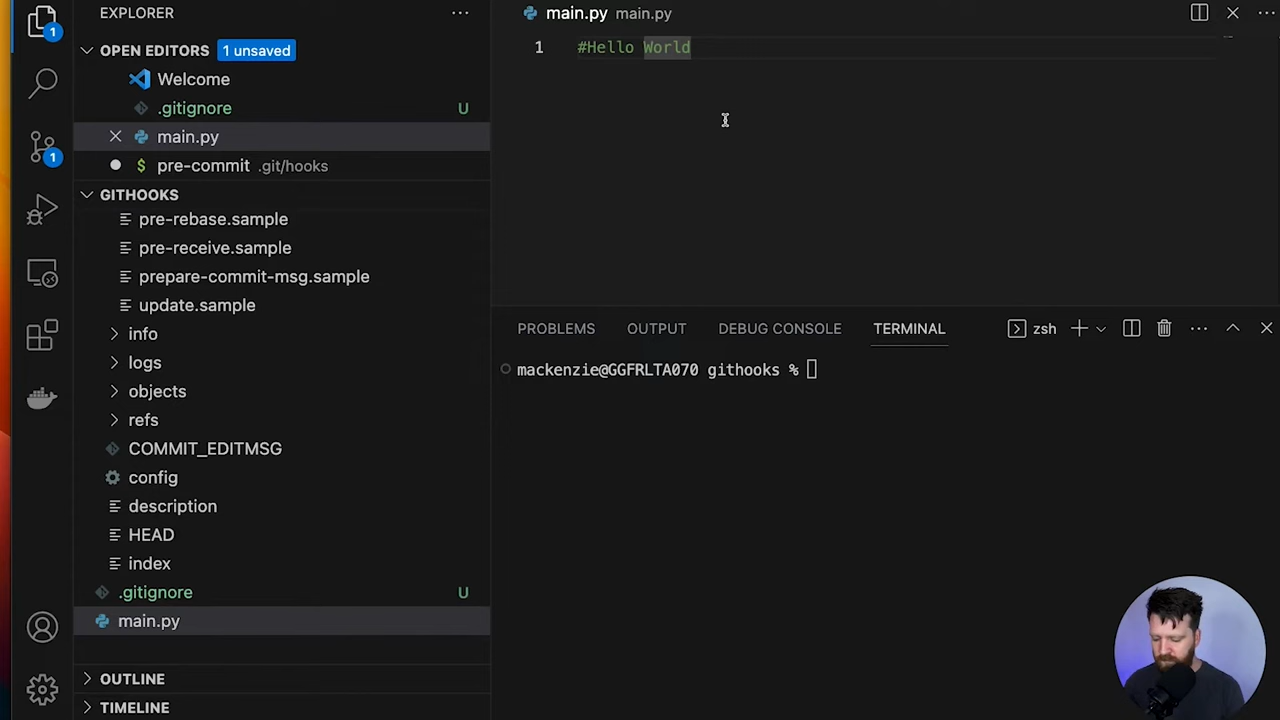 EXPLORER
OPEN EDITORS 1 unsaved
Welcome
.gitignore U
main.py
$ pre-commit .git/hooks
GITHOOKS
pre-rebase.sample
pre-receive.sample
prepare-commit-msg.sample
update.sample
info
logs
objects
refs
COMMIT_EDITMSG
config
description
HEAD
index
.gitignore U
main.py
OUTLINE
TIMELINE
1
1
main.py main.py
1 #Hello World
PROBLEMS OUTPUT DEBUG CONSOLE TERMINAL zsh
mackenzie@GGFRLTA070 githooks %